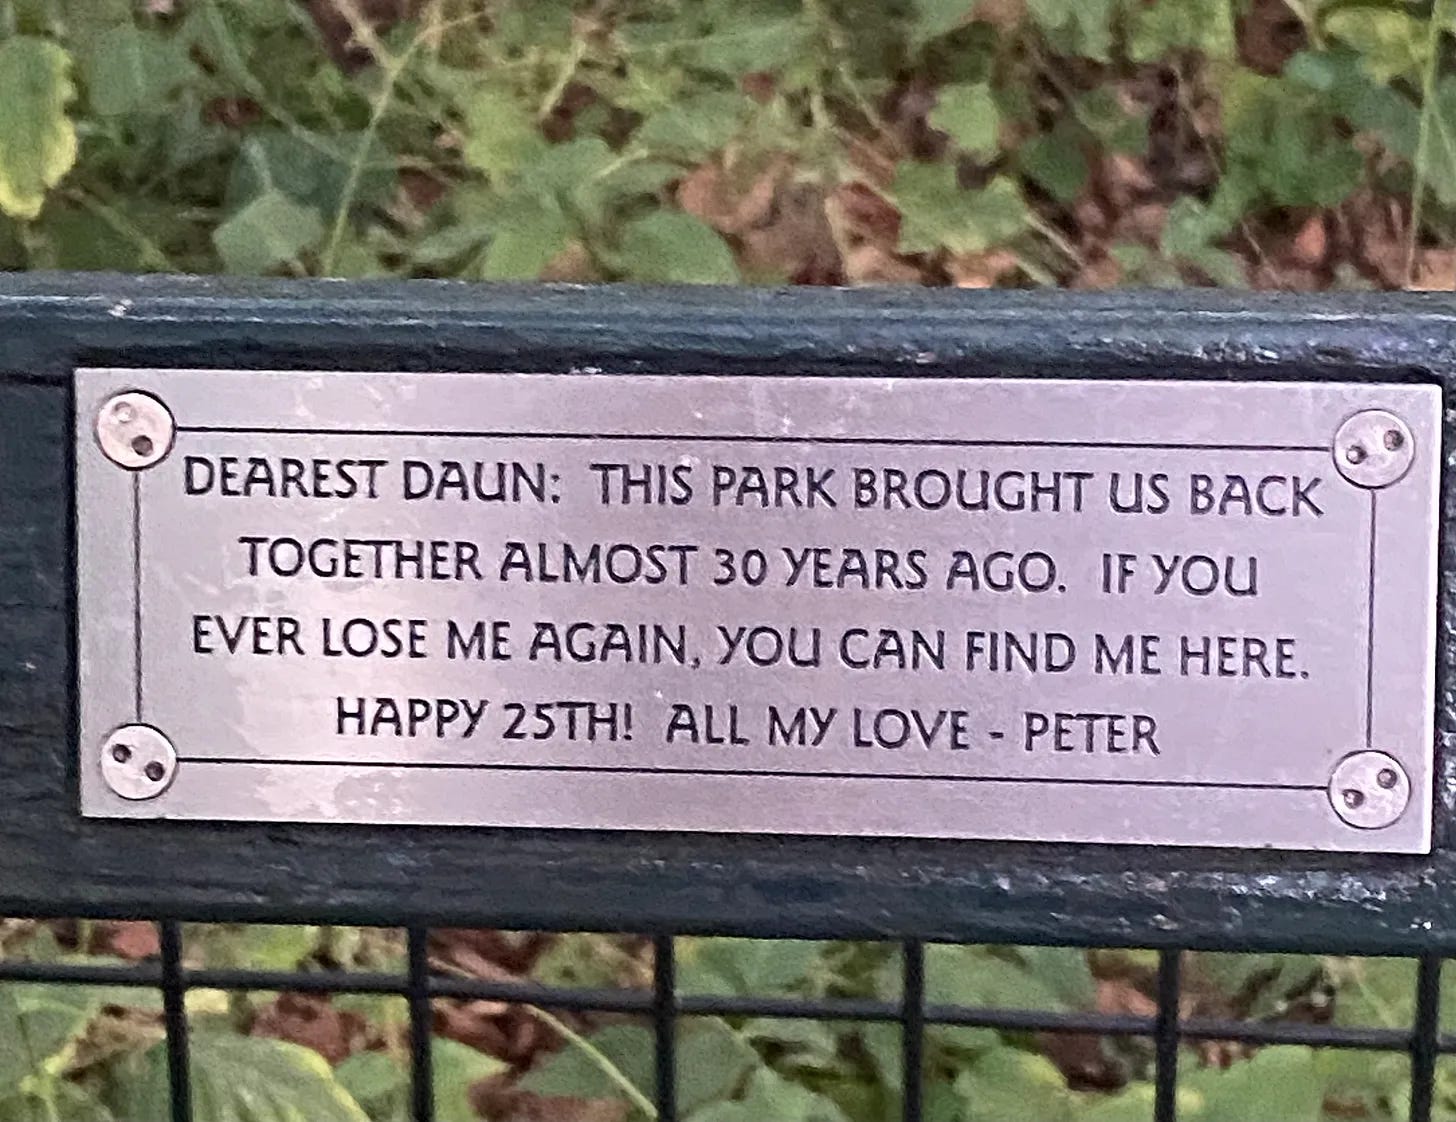 DEAREST DAUN:  THIS PARK BROUGHT US BACK
TOGETHER ALMOST 30 YEARS AGO.  IF YOU
EVER LOSE ME AGAIN, YOU CAN FIND ME HERE.
HAPPY 25TH!  ALL MY LOVE - PETER